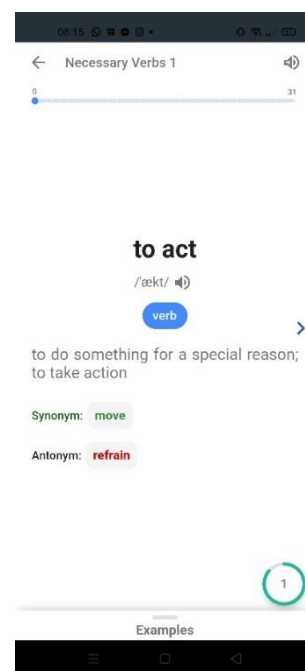 08:15
Necessary Verbs 1
0 31
to act
/ˈækt/
verb
to do something for a special reason;
to take action
Synonym: move
Antonym: refrain
1
Examples